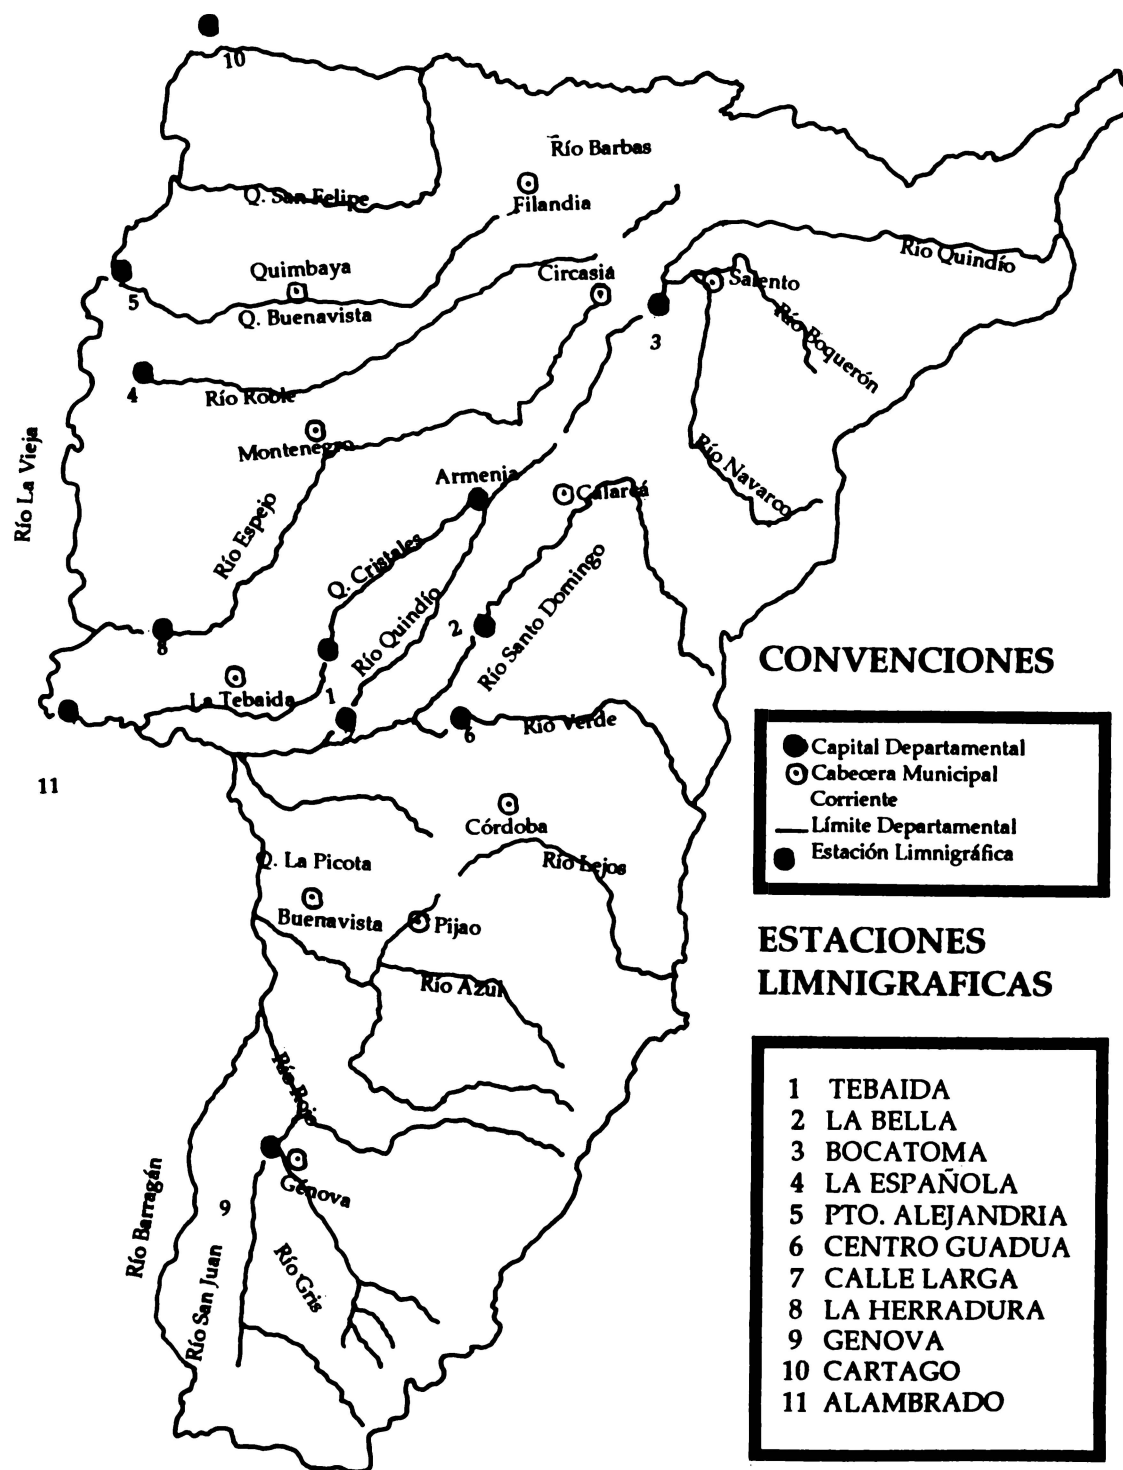 10
Río Barbas
Q. San Felipe
Filandia
Río Quindío
Quimbaya
Circasiá
Salento
5
Q. Buenavista
3
Río Boquerón
4
Río Roble
Río La Vieja
Montenegro
Río Navarco
Armenia
Calarcá
Río Espejo
Q. Cristales
Río Quindío
2
Río Santo Domingo
8
La Tebaida
1
7
6
Río Verde
11
Córdoba
Q. La Picota
Río Lejos
Buenavista
Pijao
Río Azul
Río Rojo
Génova
9
Río Barragán
Río San Juan
Río Gris
CONVENCIONES
Capital Departamental
Cabecera Municipal
Corriente
Límite Departamental
Estación Limnigráfica
ESTACIONES
LIMNIGRAFICAS
1 TEBAIDA
2 LA BELLA
3 BOCATOMA
4 LA ESPAÑOLA
5 PTO. ALEJANDRIA
6 CENTRO GUADUA
7 CALLE LARGA
8 LA HERRADURA
9 GENOVA
10 CARTAGO
11 ALAMBRADO